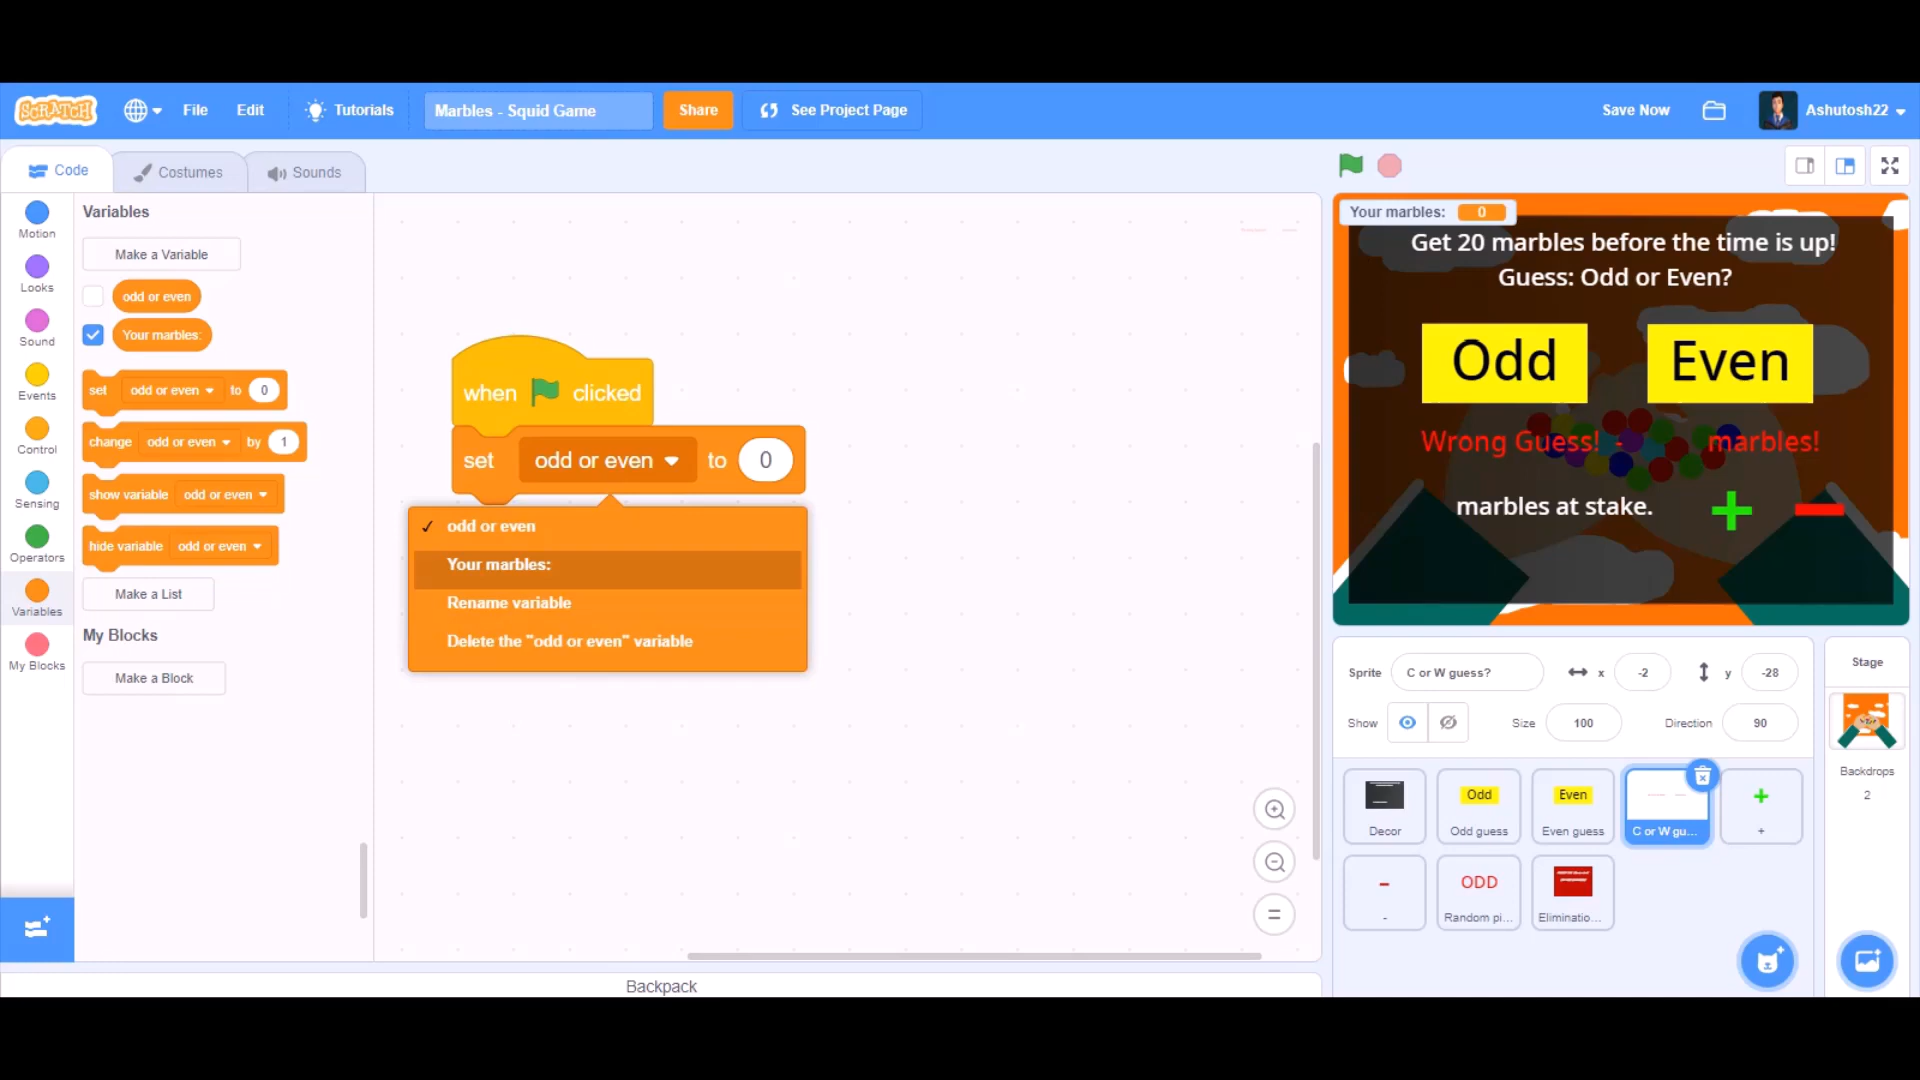 SCRATCH
File
Edit
Tutorials
Marbles - Squid Game
Share
See Project Page
Save Now
Ashutosh22
Code
Costumes
Sounds
Motion
Looks
Sound
Events
Control
Sensing
Operators
Variables
My Blocks
Variables
Make a Variable
odd or even
Your marbles:
set odd or even to 0
change odd or even by 1
show variable odd or even
hide variable odd or even
Make a List
My Blocks
Make a Block
when clicked
set odd or even to 0
✓ odd or even
Your marbles:
Rename variable
Delete the "odd or even" variable
Backpack
Your marbles: 0
Get 20 marbles before the time is up!
Guess: Odd or Even?
Odd Even
Wrong Guess! - marbles!
marbles at stake. + -
Sprite C or W guess? x -2 y -28
Show Size 100 Direction 90
Decor
Odd
Odd guess
Even
Even guess
C or W gu...
+
+
-
-
ODD
Random pi...
Eliminatio...
Stage
Backdrops
2